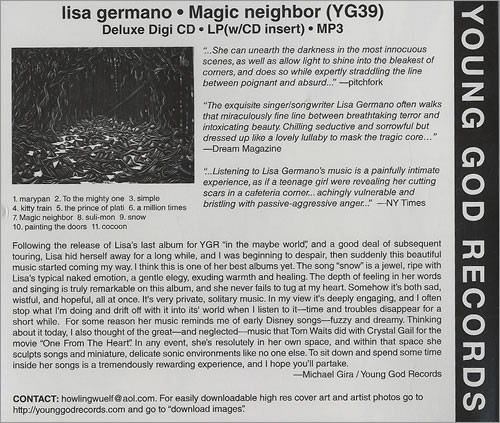 lisa germano • Magic neighbor (YG39)
Deluxe Digi CD • LP(w/CD insert) • MP3
"...She can unearth the darkness in the most innocuous
scenes, as well as allow light to shine into the bleakest of
corners, and does so while expertly straddling the line
between poignant and absurd..." —pitchfork
"The exquisite singer/songwriter Lisa Germano often walks
that miraculously fine line between breathtaking terror and
intoxicating beauty. Chilling seductive and sorrowful but
dressed up like a lovely lullaby to mask the tragic core…"
—Dream Magazine
"...Listening to Lisa Germano's music is a painfully intimate
experience, as if a teenage girl were revealing her cutting
scars in a cafeteria corner... achingly vulnerable and
bristling with passive-aggressive anger..." —NY Times
1. marypan 2. To the mighty one 3. simple
4. kitty train 5. the prince of plati 6. a million times
7. Magic neighbor 8. suli-mon 9. snow
10. painting the doors 11. cocoon
Following the release of Lisa's last album for YGR "in the maybe world", and a good deal of subsequent
touring, Lisa hid herself away for a long while, and I was beginning to despair, then suddenly this beautiful
music started coming my way. I think this is one of her best albums yet. The song "snow" is a jewel, ripe with
Lisa's typical naked emotion, a gentle elegy, exuding warmth and healing. The depth of feeling in her words
and singing is truly remarkable on this album, and she never fails to tug at my heart. Somehow it's both sad,
wistful, and hopeful, all at once. It's very private, solitary music. In my view it's deeply engaging, and I often
stop what I'm doing and drift off with it into its' world when I listen to it—time and troubles disappear for a
short while. For some reason her music reminds me of early Disney songs—fuzzy and dreamy. Thinking
about it today, I also thought of the great—and neglected—music that Tom Waits did with Crystal Gail for the
movie "One From The Heart". In any event, she's resolutely in her own space, and within that space she
sculpts songs and miniature, delicate sonic environments like no one else. To sit down and spend some time
inside her songs is a tremendously rewarding experience, and I hope you'll partake.
—Michael Gira / Young God Records
CONTACT: howlingwuelf@aol.com. For easily downloadable high res cover art and artist photos go to
http://younggodrecords.com and go to "download images".
YOUNG GOD RECORDS